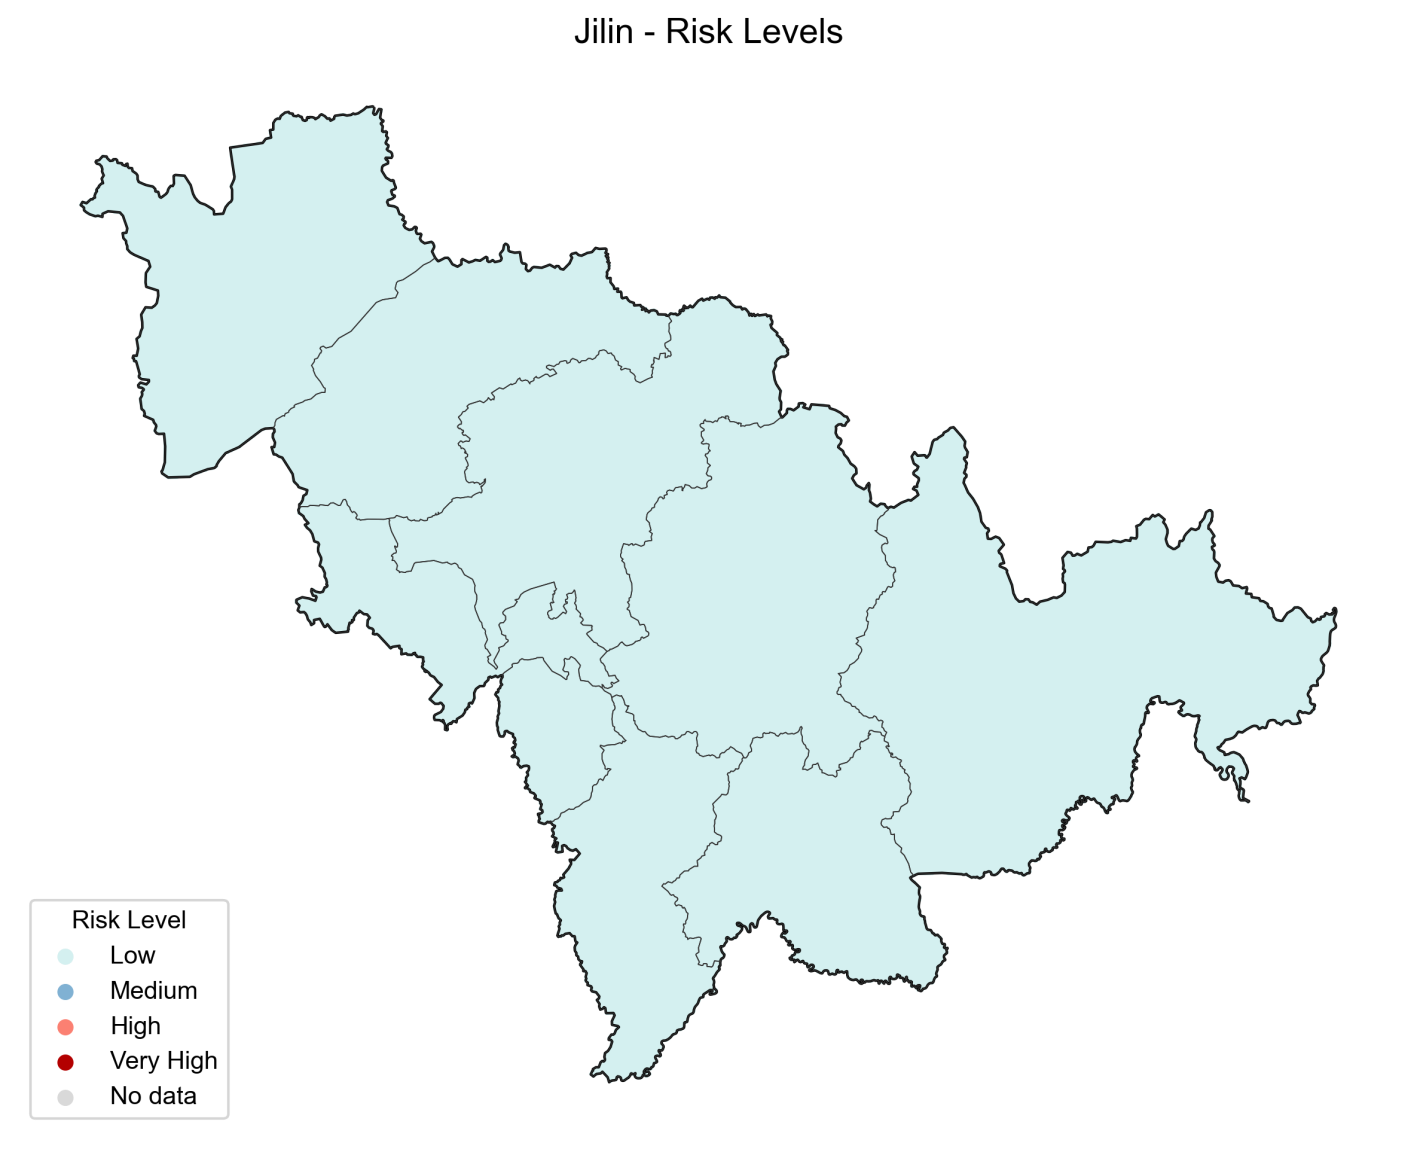 Jilin - Risk Levels
Risk Level
Low
Medium
High
Very High
No data